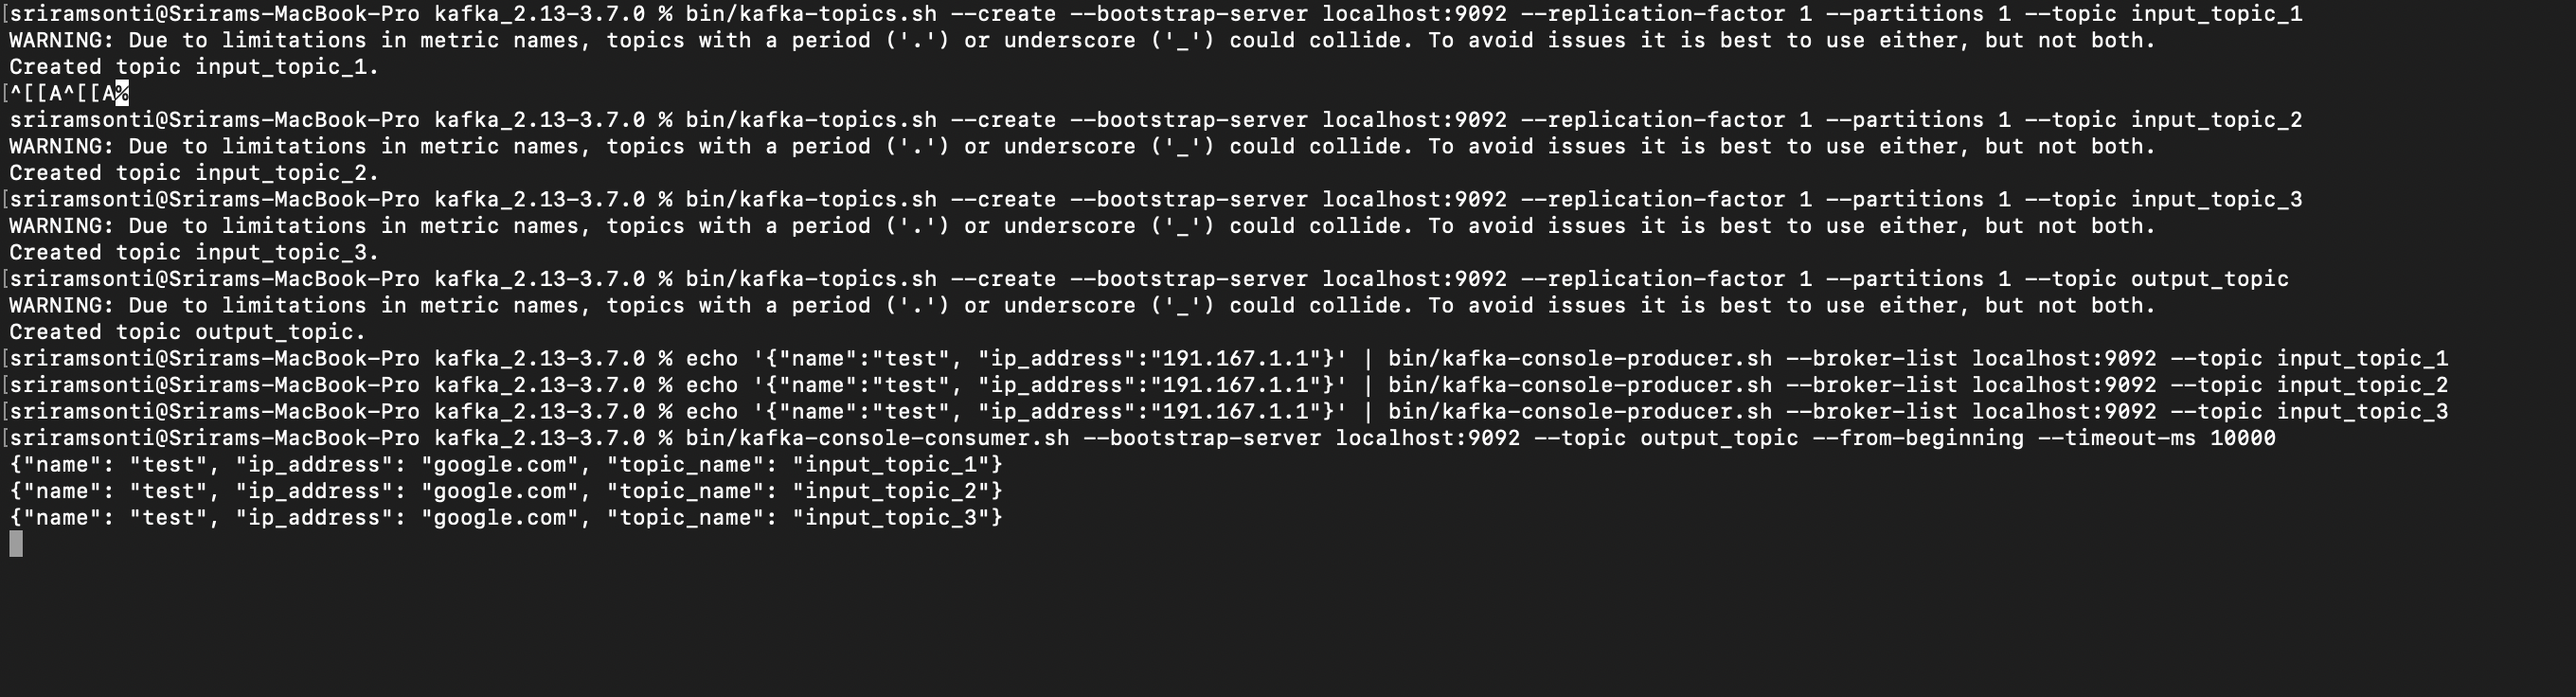 [sriramsonti@Srirams-MacBook-Pro kafka_2.13-3.7.0 % bin/kafka-topics.sh --create --bootstrap-server localhost:9092 --replication-factor 1 --partitions 1 --topic input_topic_1
WARNING: Due to limitations in metric names, topics with a period ('.') or underscore ('_') could collide. To avoid issues it is best to use either, but not both.
Created topic input_topic_1.
[^[[A^[[A%
sriramsonti@Srirams-MacBook-Pro kafka_2.13-3.7.0 % bin/kafka-topics.sh --create --bootstrap-server localhost:9092 --replication-factor 1 --partitions 1 --topic input_topic_2
WARNING: Due to limitations in metric names, topics with a period ('.') or underscore ('_') could collide. To avoid issues it is best to use either, but not both.
Created topic input_topic_2.
[sriramsonti@Srirams-MacBook-Pro kafka_2.13-3.7.0 % bin/kafka-topics.sh --create --bootstrap-server localhost:9092 --replication-factor 1 --partitions 1 --topic input_topic_3
WARNING: Due to limitations in metric names, topics with a period ('.') or underscore ('_') could collide. To avoid issues it is best to use either, but not both.
Created topic input_topic_3.
[sriramsonti@Srirams-MacBook-Pro kafka_2.13-3.7.0 % bin/kafka-topics.sh --create --bootstrap-server localhost:9092 --replication-factor 1 --partitions 1 --topic output_topic
WARNING: Due to limitations in metric names, topics with a period ('.') or underscore ('_') could collide. To avoid issues it is best to use either, but not both.
Created topic output_topic.
[sriramsonti@Srirams-MacBook-Pro kafka_2.13-3.7.0 % echo '{"name":"test", "ip_address":"191.167.1.1"}' | bin/kafka-console-producer.sh --broker-list localhost:9092 --topic input_topic_1
[sriramsonti@Srirams-MacBook-Pro kafka_2.13-3.7.0 % echo '{"name":"test", "ip_address":"191.167.1.1"}' | bin/kafka-console-producer.sh --broker-list localhost:9092 --topic input_topic_2
[sriramsonti@Srirams-MacBook-Pro kafka_2.13-3.7.0 % echo '{"name":"test", "ip_address":"191.167.1.1"}' | bin/kafka-console-producer.sh --broker-list localhost:9092 --topic input_topic_3
[sriramsonti@Srirams-MacBook-Pro kafka_2.13-3.7.0 % bin/kafka-console-consumer.sh --bootstrap-server localhost:9092 --topic output_topic --from-beginning --timeout-ms 10000
{"name": "test", "ip_address": "google.com", "topic_name": "input_topic_1"}
{"name": "test", "ip_address": "google.com", "topic_name": "input_topic_2"}
{"name": "test", "ip_address": "google.com", "topic_name": "input_topic_3"}